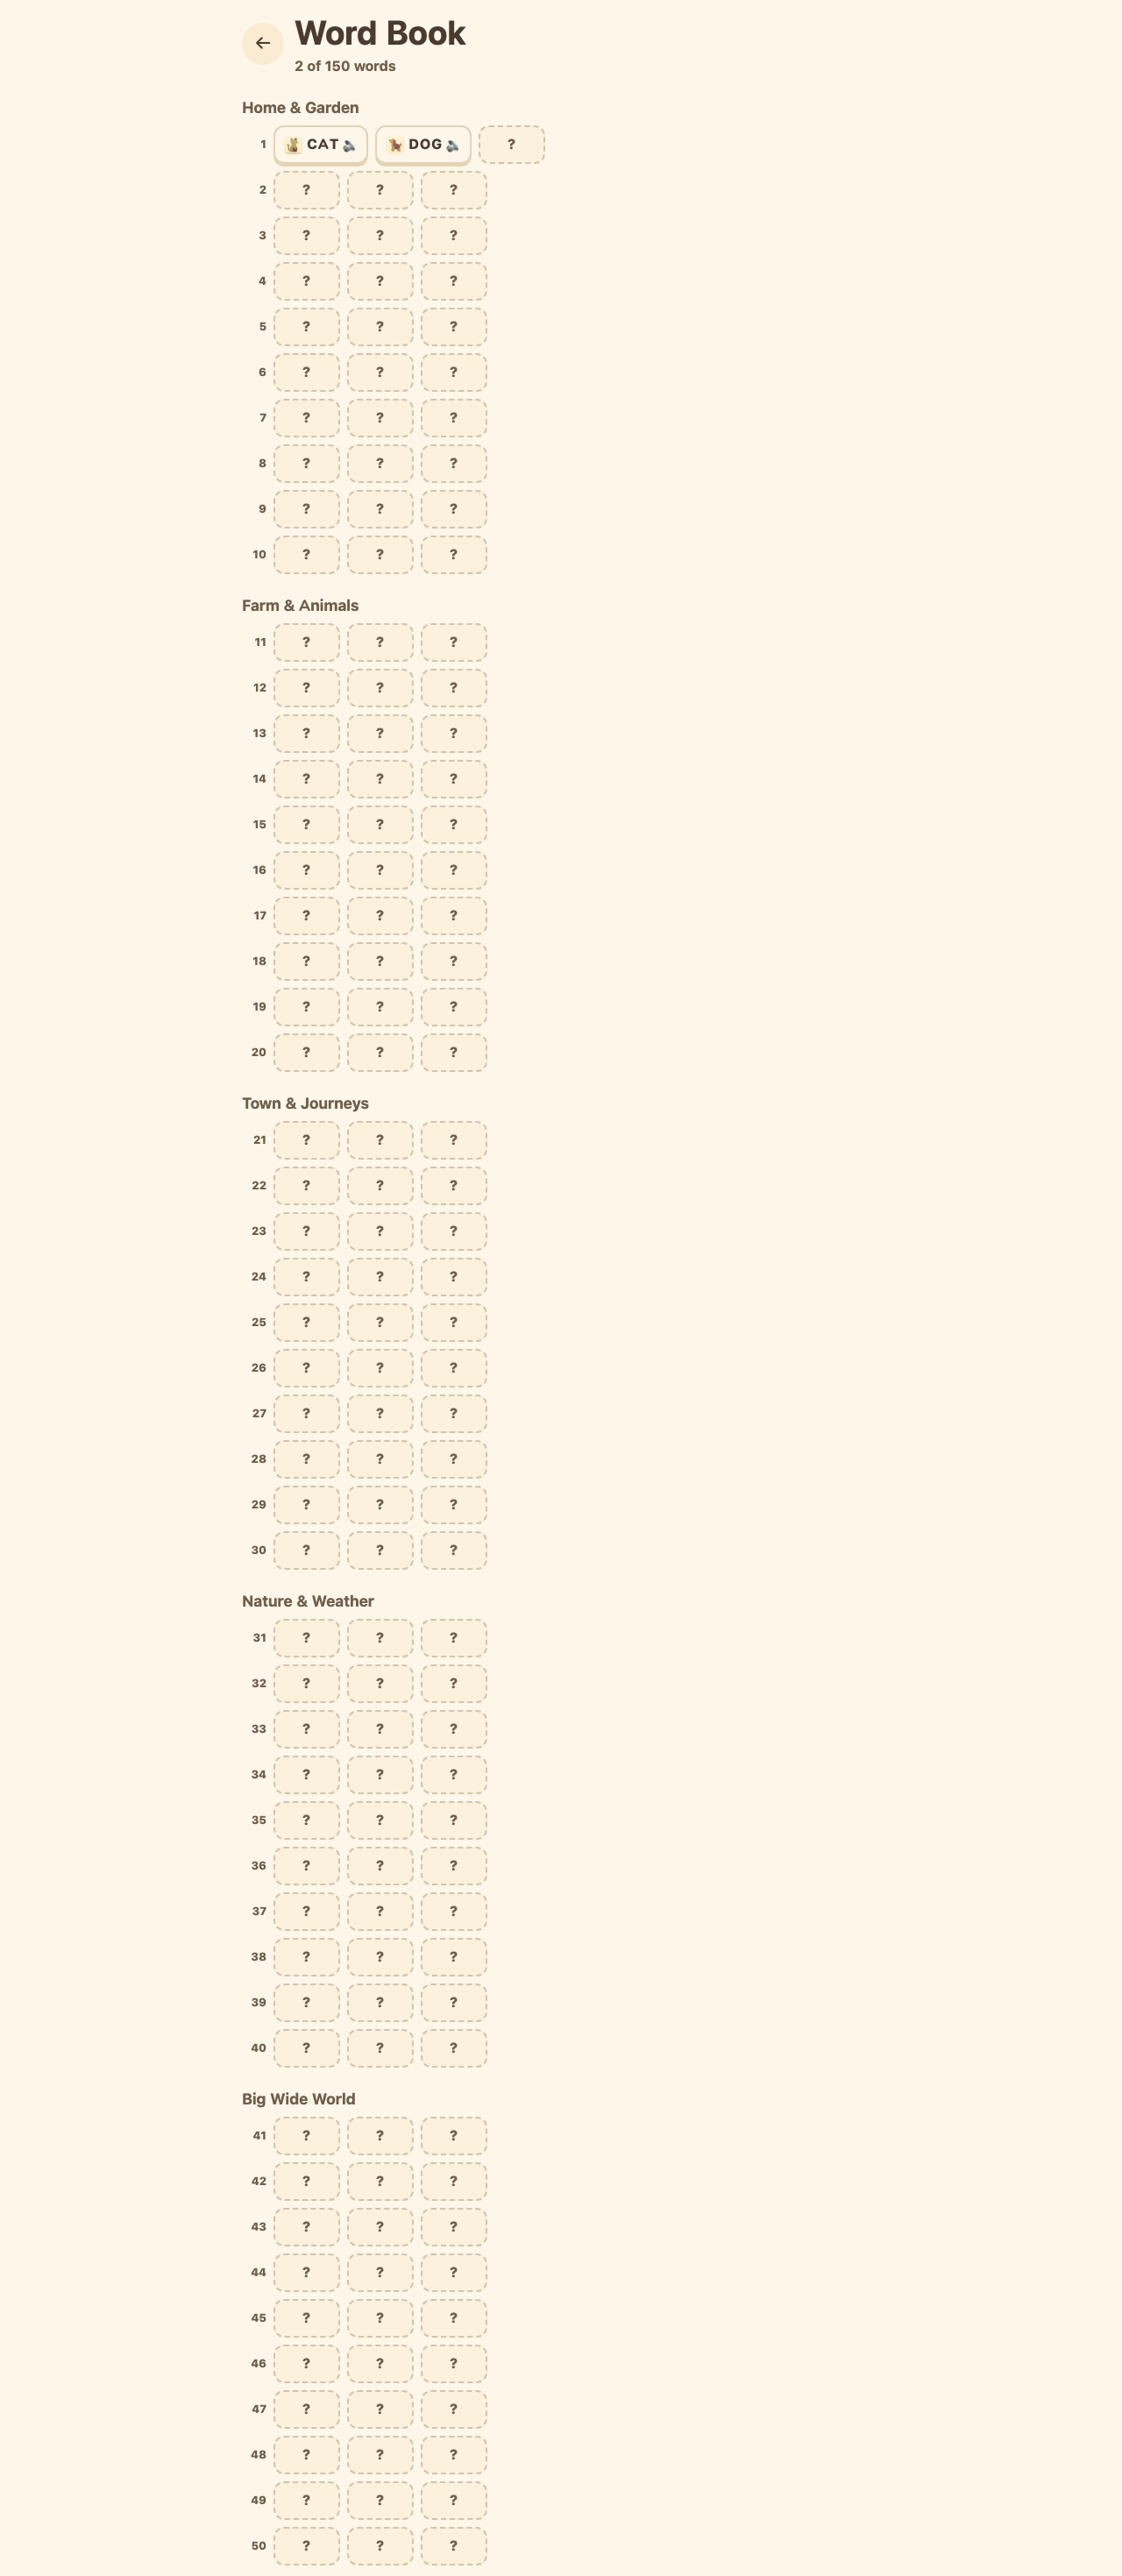 Word Book
2 of 150 words
Home & Garden
1 CAT DOG ?
2 ? ? ?
3 ? ? ?
4 ? ? ?
5 ? ? ?
6 ? ? ?
7 ? ? ?
8 ? ? ?
9 ? ? ?
10 ? ? ?
Farm & Animals
11 ? ? ?
12 ? ? ?
13 ? ? ?
14 ? ? ?
15 ? ? ?
16 ? ? ?
17 ? ? ?
18 ? ? ?
19 ? ? ?
20 ? ? ?
Town & Journeys
21 ? ? ?
22 ? ? ?
23 ? ? ?
24 ? ? ?
25 ? ? ?
26 ? ? ?
27 ? ? ?
28 ? ? ?
29 ? ? ?
30 ? ? ?
Nature & Weather
31 ? ? ?
32 ? ? ?
33 ? ? ?
34 ? ? ?
35 ? ? ?
36 ? ? ?
37 ? ? ?
38 ? ? ?
39 ? ? ?
40 ? ? ?
Big Wide World
41 ? ? ?
42 ? ? ?
43 ? ? ?
44 ? ? ?
45 ? ? ?
46 ? ? ?
47 ? ? ?
48 ? ? ?
49 ? ? ?
50 ? ? ?